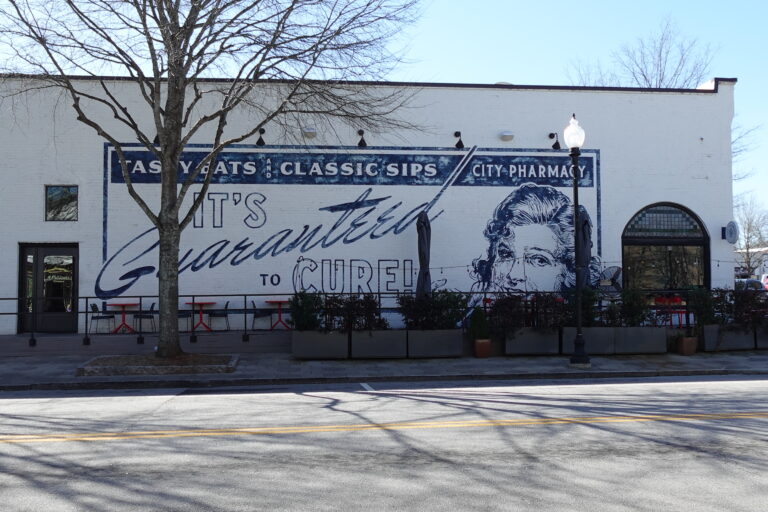 TASTY EATS AND CLASSIC SIPS CITY PHARMACY
IT'S
Guaranteed
TO CURE!